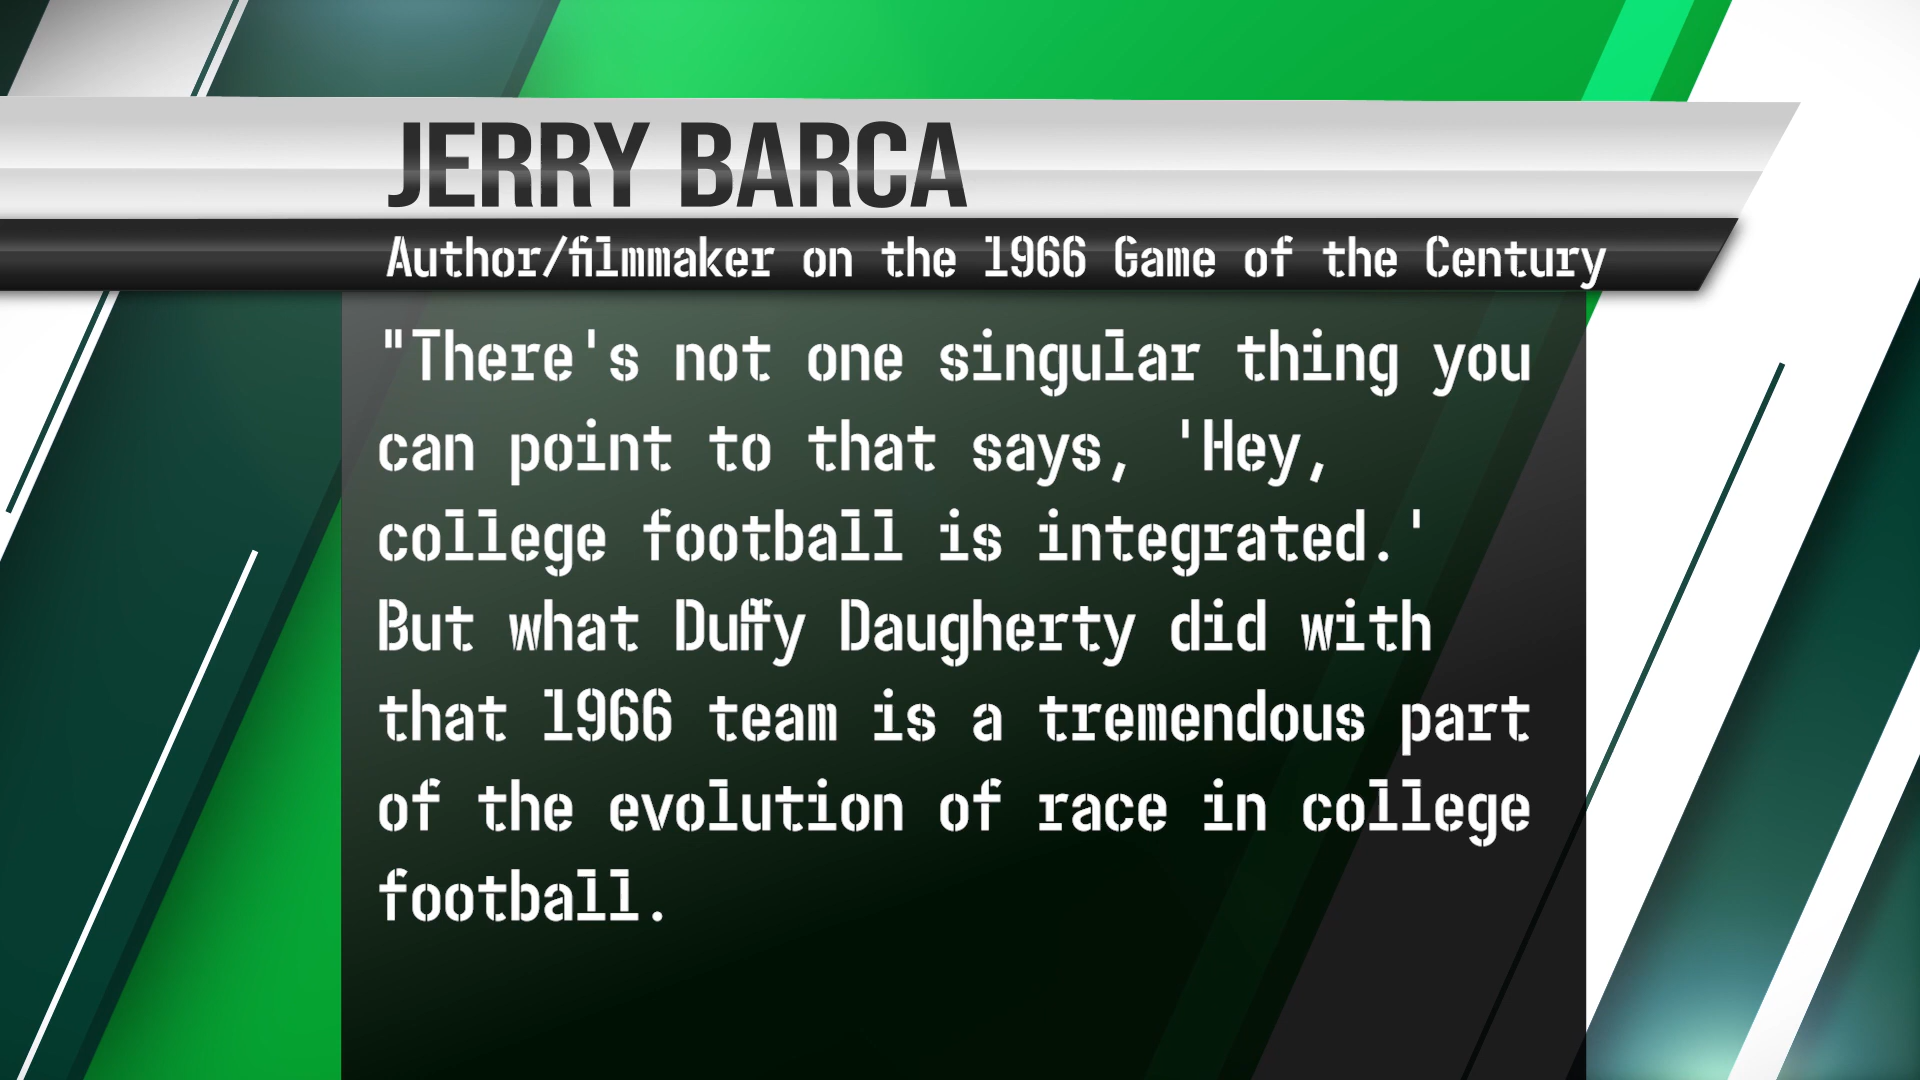 JERRY BARCA
Author/filmmaker on the 1966 Game of the Century
"There's not one singular thing you
can point to that says, 'Hey,
college football is integrated.'
But what Duffy Daugherty did with
that 1966 team is a tremendous part
of the evolution of race in college
football.